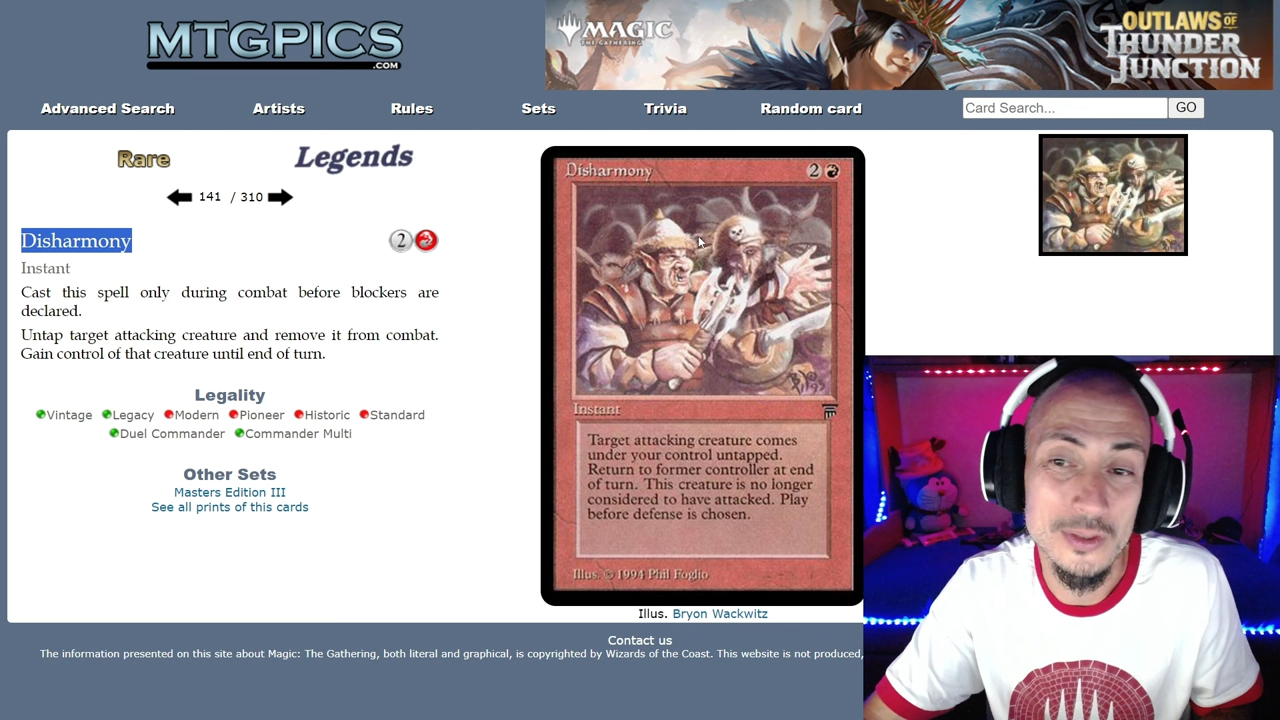 MTGPICS
.COM
MAGIC
THE GATHERING
OUTLAWS OF
THUNDER
JUNCTION
Advanced Search
Artists
Rules
Sets
Trivia
Random card
Card Search...
GO
Rare
Legends
141 / 310
Disharmony
2
Instant
Cast this spell only during combat before blockers are
declared.
Untap target attacking creature and remove it from combat.
Gain control of that creature until end of turn.
Legality
Vintage Legacy Modern Pioneer Historic Standard
Duel Commander Commander Multi
Other Sets
Masters Edition III
See all prints of this cards
Disharmony
2
Instant
Target attacking creature comes
under your control untapped.
Return to former controller at end
of turn. This creature is no longer
considered to have attacked. Play
before defense is chosen.
Illus. © 1994 Phil Foglio
Illus. Bryon Wackwitz
Contact us
The information presented on this site about Magic: The Gathering, both literal and graphical, is copyrighted by Wizards of the Coast. This website is not produced,